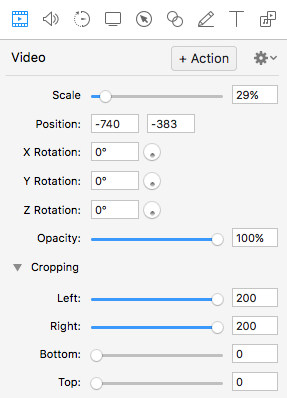 Video + Action
Scale 29%
Position: -740 -383
X Rotation: 0°
Y Rotation: 0°
Z Rotation: 0°
Opacity: 100%
Cropping
Left: 200
Right: 200
Bottom: 0
Top: 0